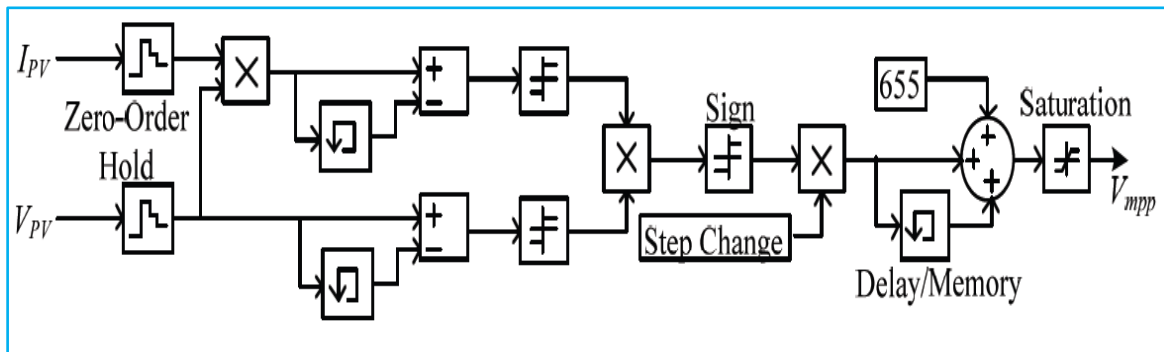 I_PV
Zero-Order
Hold
V_PV
×
×
×
+
−
+
−
Sign
Step Change
655
+
+
+
Saturation
V_mpp
Delay/Memory